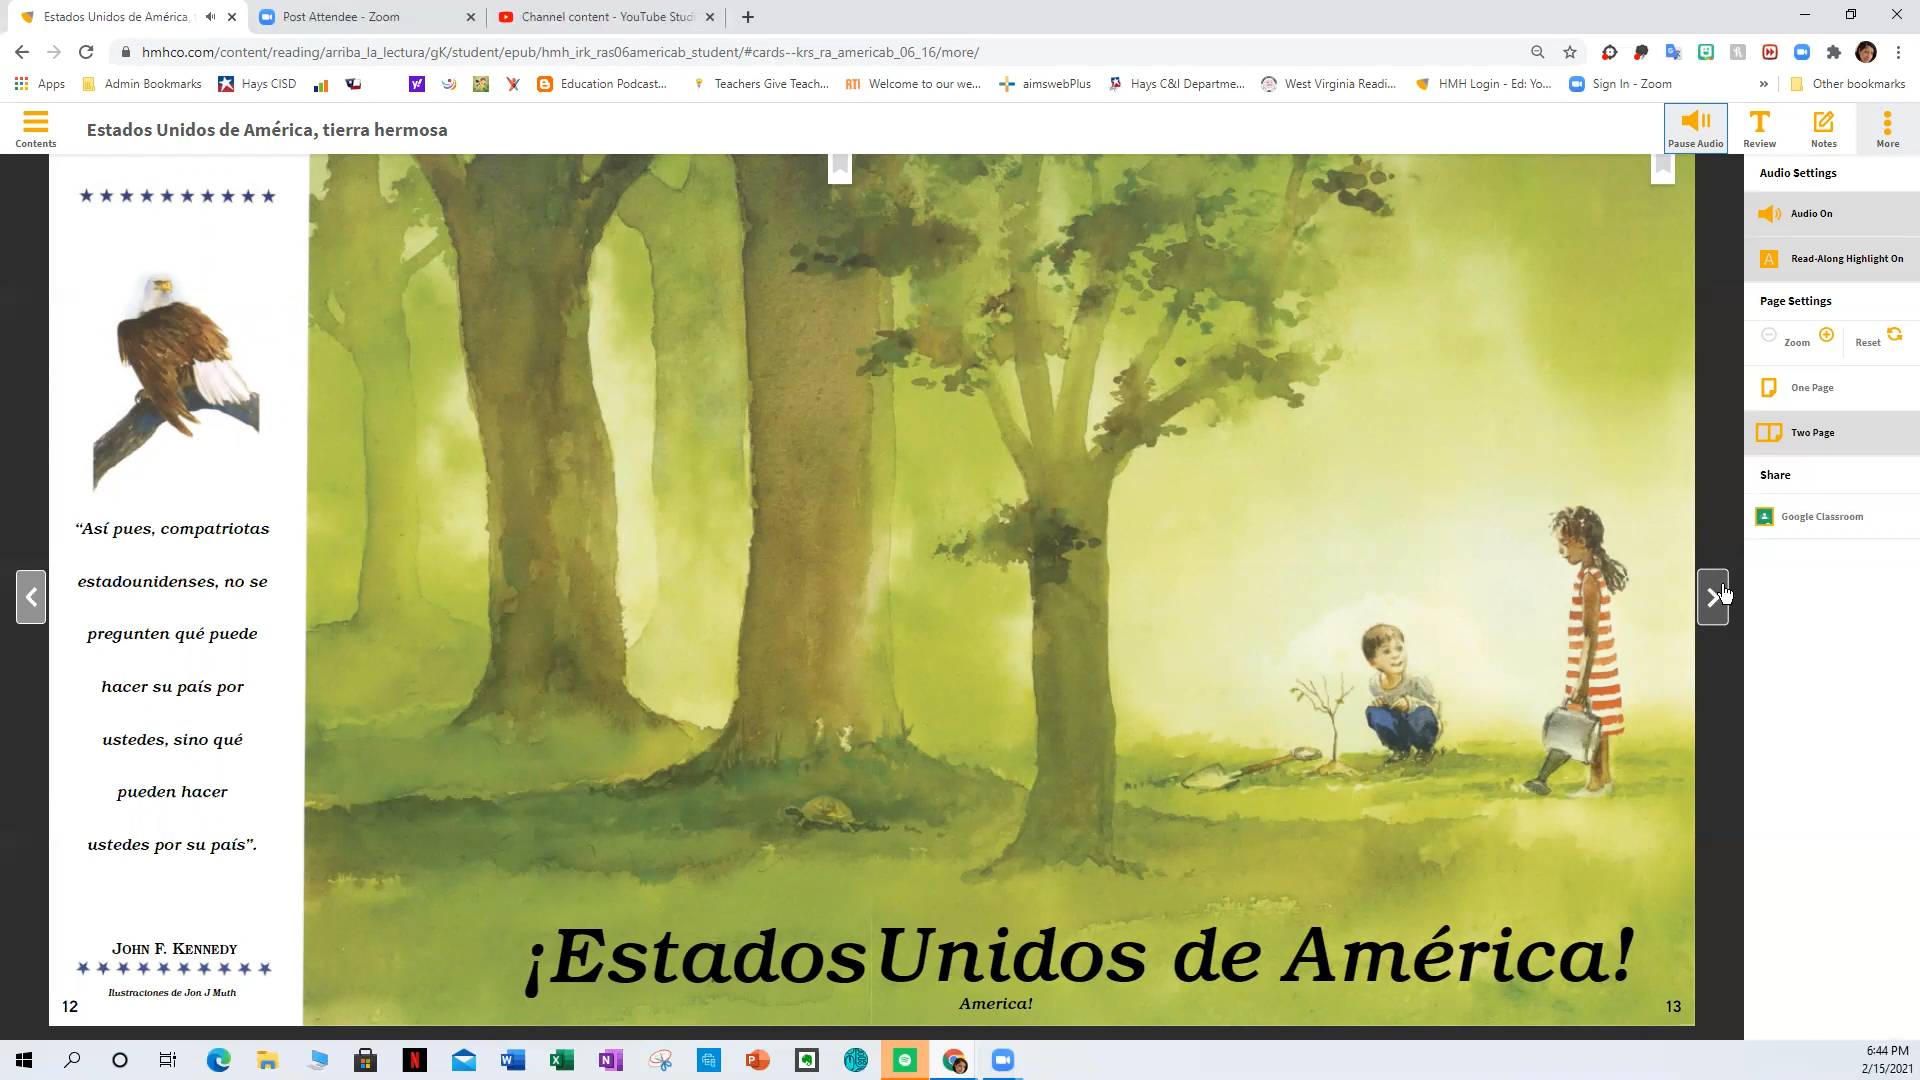 Estados Unidos de América, t
Post Attendee - Zoom
Channel content - YouTube Stud
hmhco.com/content/reading/arriba_la_lectura/gK/student/epub/hmh_irk_ras06americab_student/#cards--krs_ra_americab_06_16/more/
Apps
Admin Bookmarks
Hays CISD
Education Podcast...
Teachers Give Teach...
RTI
Welcome to our we...
aimswebPlus
Hays C&I Departme...
West Virginia Readi...
HMH Login - Ed: Yo...
Sign In - Zoom
»
Other bookmarks
Contents
Estados Unidos de América, tierra hermosa
Pause Audio
Review
Notes
More
Audio Settings
Audio On
A
Read-Along Highlight On
Page Settings
Zoom
Reset
One Page
Two Page
Share
Google Classroom
“Así pues, compatriotas
estadounidenses, no se
pregunten qué puede
hacer su país por
ustedes, sino qué
pueden hacer
ustedes por su país”.
John F. Kennedy
Ilustraciones de Jon J Muth
12
¡Estados Unidos de América!
America!
13
6:44 PM
2/15/2021